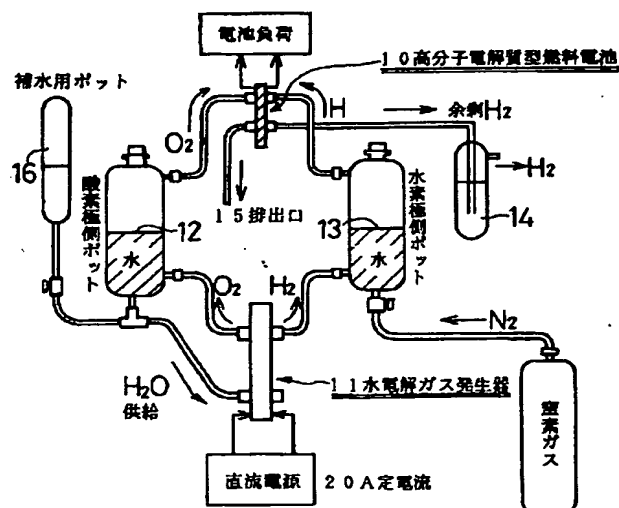 電池負荷
10高分子電解質型燃料電池
補水用ポット
O2
H
余剰H2
16
酸素極側ポット
12
水
15排出口
水素極側ポット
13
水
H2
14
O2
H2
N2
H2O
供給
11水電解ガス発生器
窒素ガス
直流電源
20A定電流